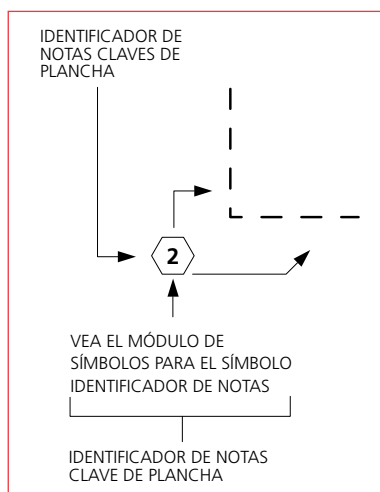 IDENTIFICADOR DE
NOTAS CLAVES DE
PLANCHA
2
VEA EL MÓDULO DE
SÍMBOLOS PARA EL SÍMBOLO
IDENTIFICADOR DE NOTAS
IDENTIFICADOR DE NOTAS
CLAVE DE PLANCHA